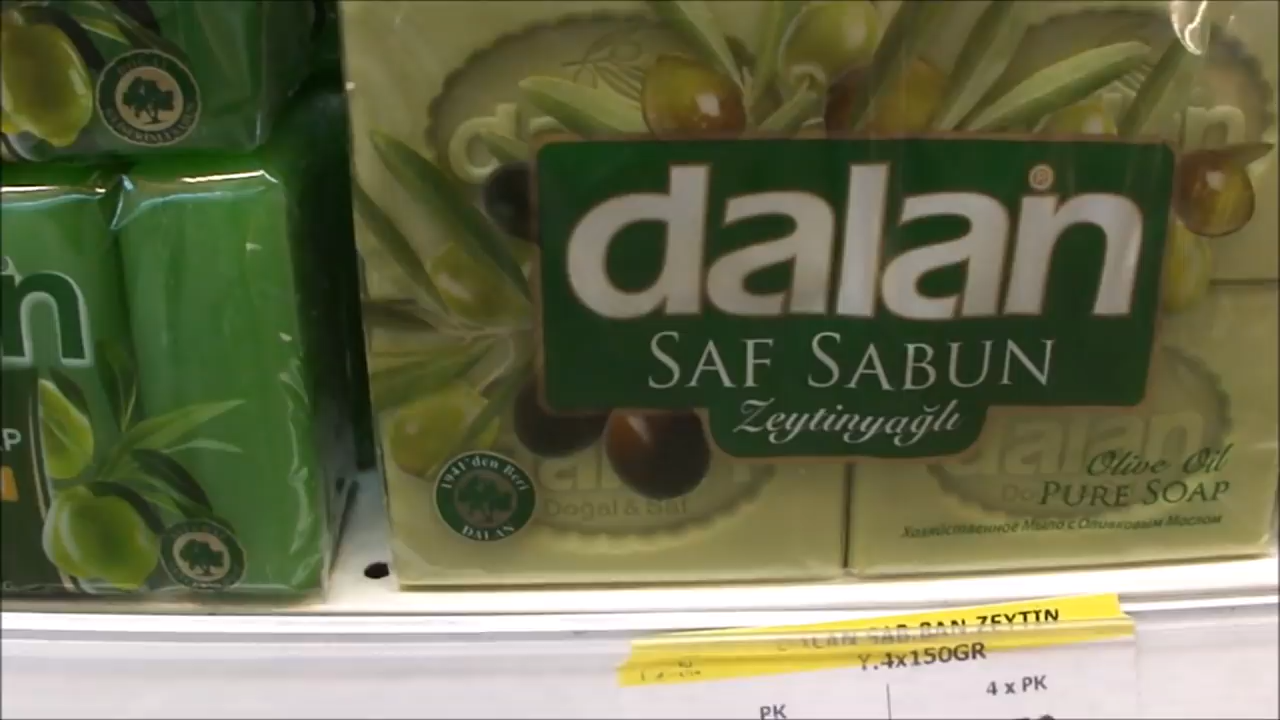 dalan
SAF SABUN
Zeytinyağlı
1941'den Beri
DALAN
Doğal & Saf
Olive Oil
PURE SOAP
Хозяйственное Мыло с Оливковым Маслом
DALAN SAB.BAN.ZEYTIN
Y.4x150GR
4 x PK
PK